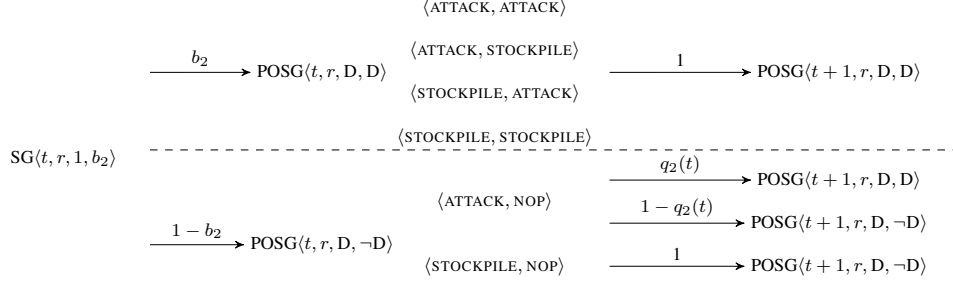 ⟨ATTACK, ATTACK⟩
⟨ATTACK, STOCKPILE⟩
b₂
POSG⟨t, r, D, D⟩
1
POSG⟨t + 1, r, D, D⟩
⟨STOCKPILE, ATTACK⟩
⟨STOCKPILE, STOCKPILE⟩
SG⟨t, r, 1, b₂⟩
q₂(t)
POSG⟨t + 1, r, D, D⟩
⟨ATTACK, NOP⟩
1 − q₂(t)
POSG⟨t + 1, r, D, ¬D⟩
1 − b₂
POSG⟨t, r, D, ¬D⟩
⟨STOCKPILE, NOP⟩
1
POSG⟨t + 1, r, D, ¬D⟩